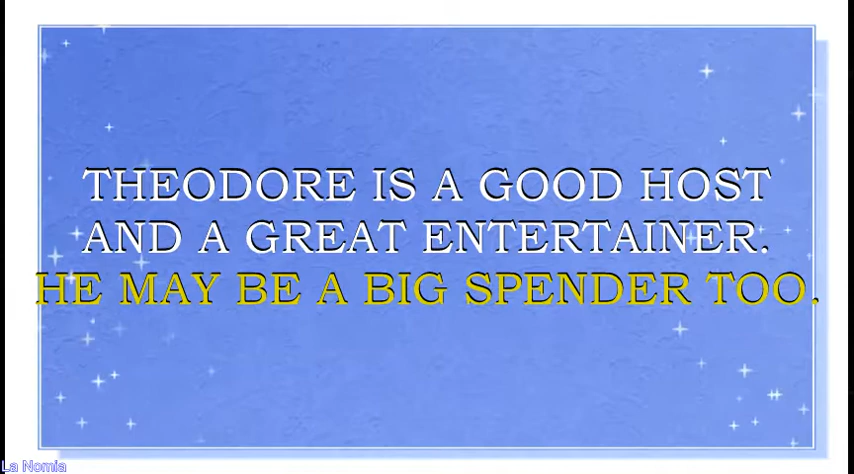 THEODORE IS A GOOD HOST
AND A GREAT ENTERTAINER.
HE MAY BE A BIG SPENDER TOO.
La Nomia